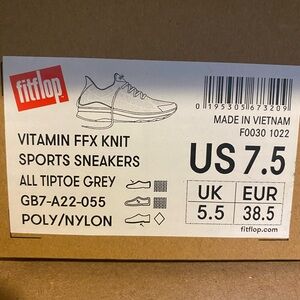 fitflop
0 195305 673209
MADE IN VIETNAM
F0030 1022
VITAMIN FFX KNIT
SPORTS SNEAKERS
ALL TIPTOE GREY
GB7-A22-055
POLY/NYLON
US 7.5
UK EUR
5.5 38.5
fitflop.com